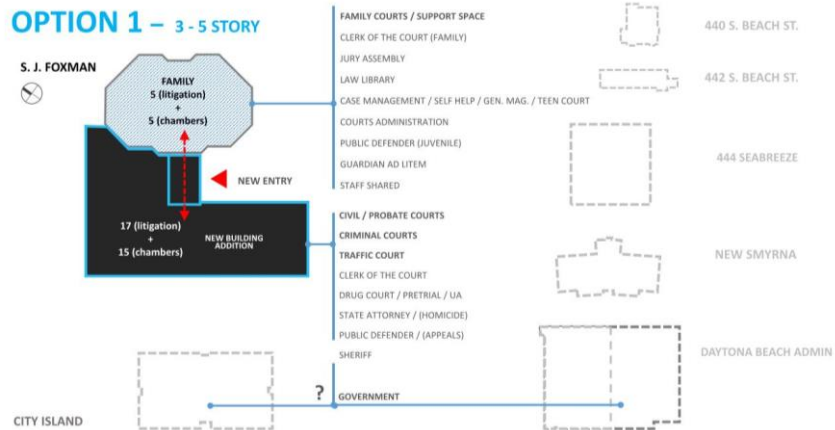 OPTION 1 – 3 - 5 STORY
S. J. FOXMAN
FAMILY
5 (litigation)
+
5 (chambers)
NEW ENTRY
17 (litigation)
+
15 (chambers)
NEW BUILDING
ADDITION
FAMILY COURTS / SUPPORT SPACE
CLERK OF THE COURT (FAMILY)
JURY ASSEMBLY
LAW LIBRARY
CASE MANAGEMENT / SELF HELP / GEN. MAG. / TEEN COURT
COURTS ADMINISTRATION
PUBLIC DEFENDER (JUVENILE)
GUARDIAN AD LITEM
STAFF SHARED
CIVIL / PROBATE COURTS
CRIMINAL COURTS
TRAFFIC COURT
CLERK OF THE COURT
DRUG COURT / PRETRIAL / UA
STATE ATTORNEY / (HOMICIDE)
PUBLIC DEFENDER / (APPEALS)
SHERIFF
?
GOVERNMENT
CITY ISLAND
440 S. BEACH ST.
442 S. BEACH ST.
444 SEABREEZE
NEW SMYRNA
DAYTONA BEACH ADMIN